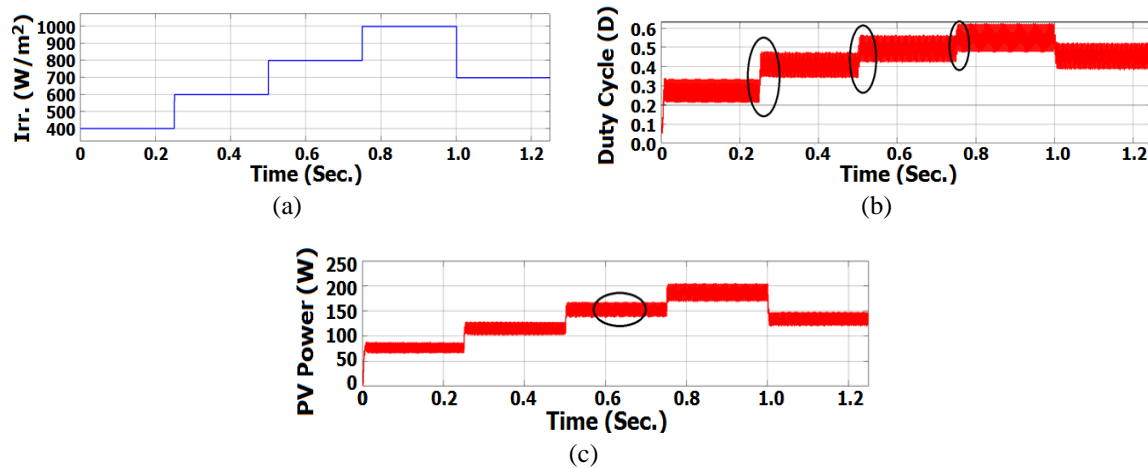 Irr. (W/m²)
1000
900
800
700
600
500
400
0 0.2 0.4 0.6 0.8 1.0 1.2
Time (Sec.)
(a)
Duty Cycle (D)
0.6
0.5
0.4
0.3
0.2
0.1
0.0
0 0.2 0.4 0.6 0.8 1.0 1.2
Time (Sec.)
(b)
PV Power (W)
250
200
150
100
50
0
0 0.2 0.4 0.6 0.8 1.0 1.2
Time (Sec.)
(c)